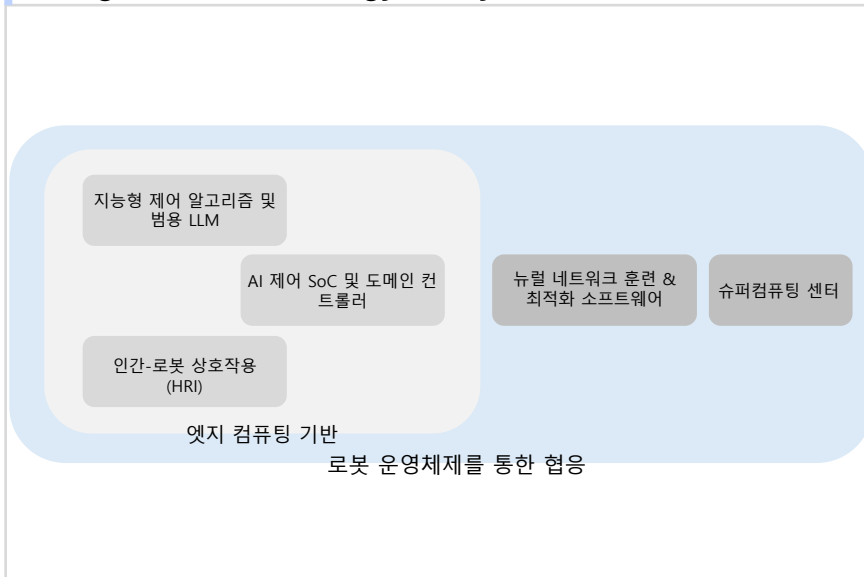 지능형 제어 알고리즘 및
범용 LLM
AI 제어 SoC 및 도메인 컨
트롤러
뉴럴 네트워크 훈련 &
최적화 소프트웨어
슈퍼컴퓨팅 센터
인간-로봇 상호작용
(HRI)
엣지 컴퓨팅 기반
로봇 운영체제를 통한 협응